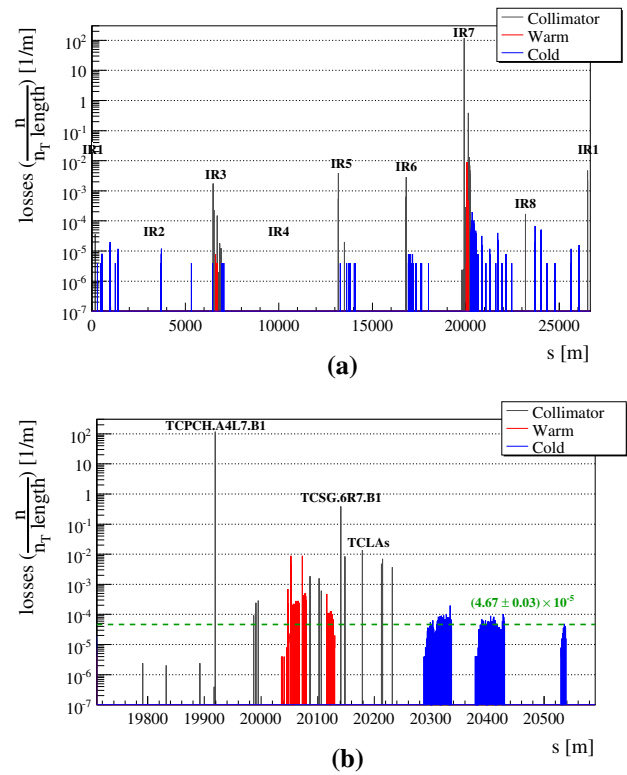 Collimator
Warm
Cold
losses (n / n_T length) [1/m]
10^2
10
1
10^-1
10^-2
10^-3
10^-4
10^-5
10^-6
10^-7
IR1
IR2
IR3
IR4
IR5
IR6
IR7
IR8
IR1
0 5000 10000 15000 20000 25000
s [m]
(a)
Collimator
Warm
Cold
losses (n / n_T length) [1/m]
10^2
10
1
10^-1
10^-2
10^-3
10^-4
10^-5
10^-6
10^-7
TCPCH.A4L7.B1
TCSG.6R7.B1
TCLAs
(4.67 ± 0.03) × 10^-5
19800 19900 20000 20100 20200 20300 20400 20500
s [m]
(b)